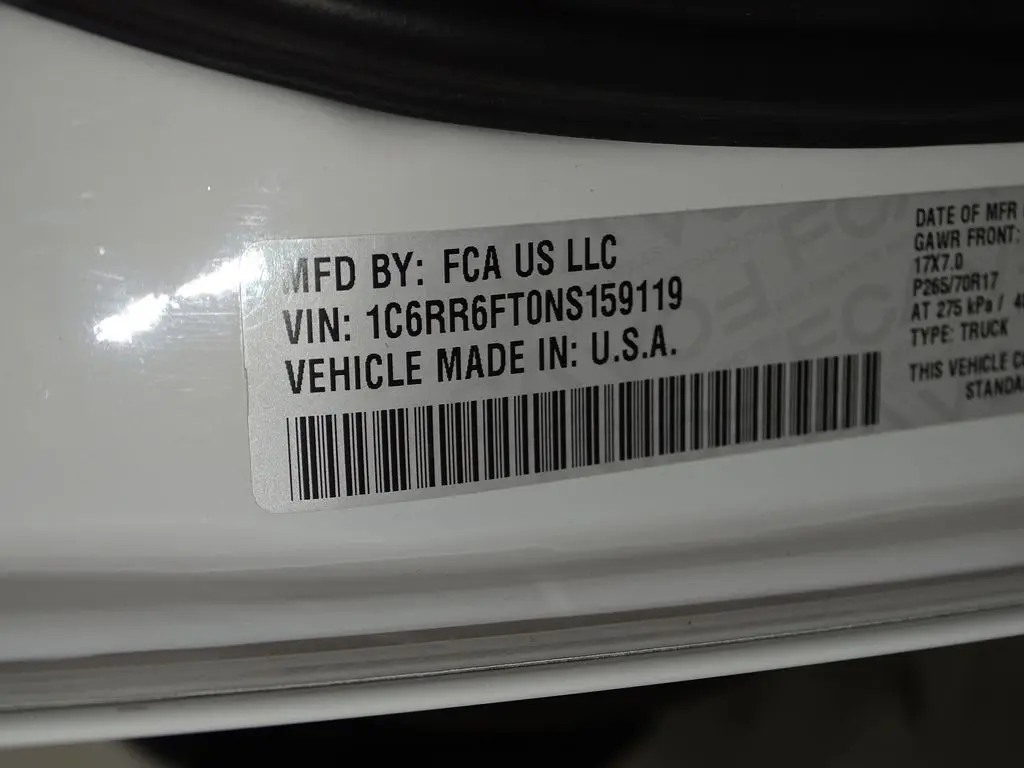 MFD BY: FCA US LLC
VIN: 1C6RR6FT0NS159119
VEHICLE MADE IN: U.S.A.
DATE OF MFR
GAWR FRONT:
17X7.0
P265/70R17
AT 275 kPa /
TYPE: TRUCK
THIS VEHICLE